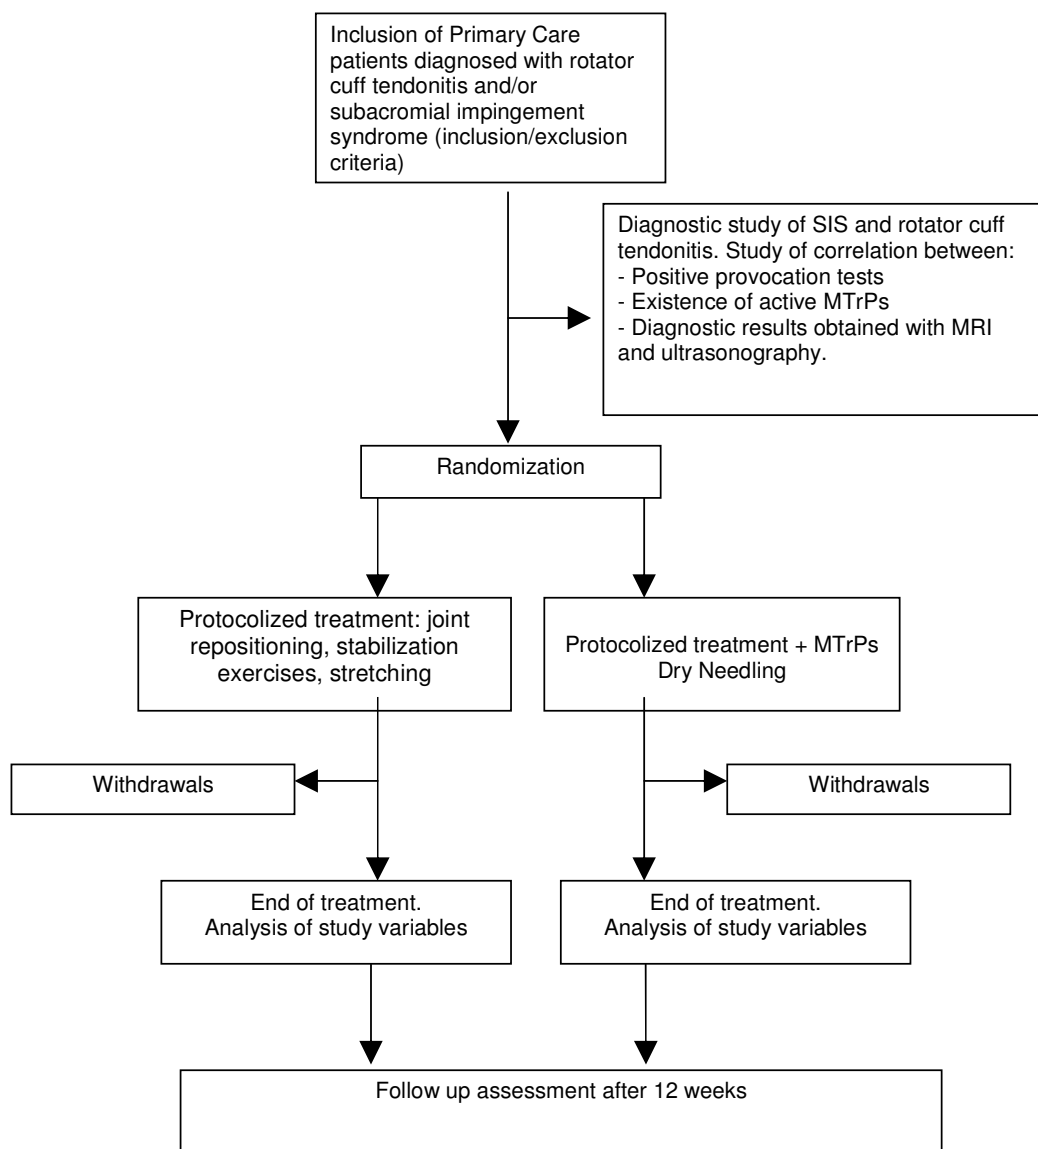 Inclusion of Primary Care
patients diagnosed with rotator
cuff tendonitis and/or
subacromial impingement
syndrome (inclusion/exclusion
criteria)
Diagnostic study of SIS and rotator cuff
tendonitis. Study of correlation between:
- Positive provocation tests
- Existence of active MTrPs
- Diagnostic results obtained with MRI
and ultrasonography.
Randomization
Protocolized treatment: joint
repositioning, stabilization
exercises, stretching
Protocolized treatment + MTrPs
Dry Needling
Withdrawals
Withdrawals
End of treatment.
Analysis of study variables
End of treatment.
Analysis of study variables
Follow up assessment after 12 weeks